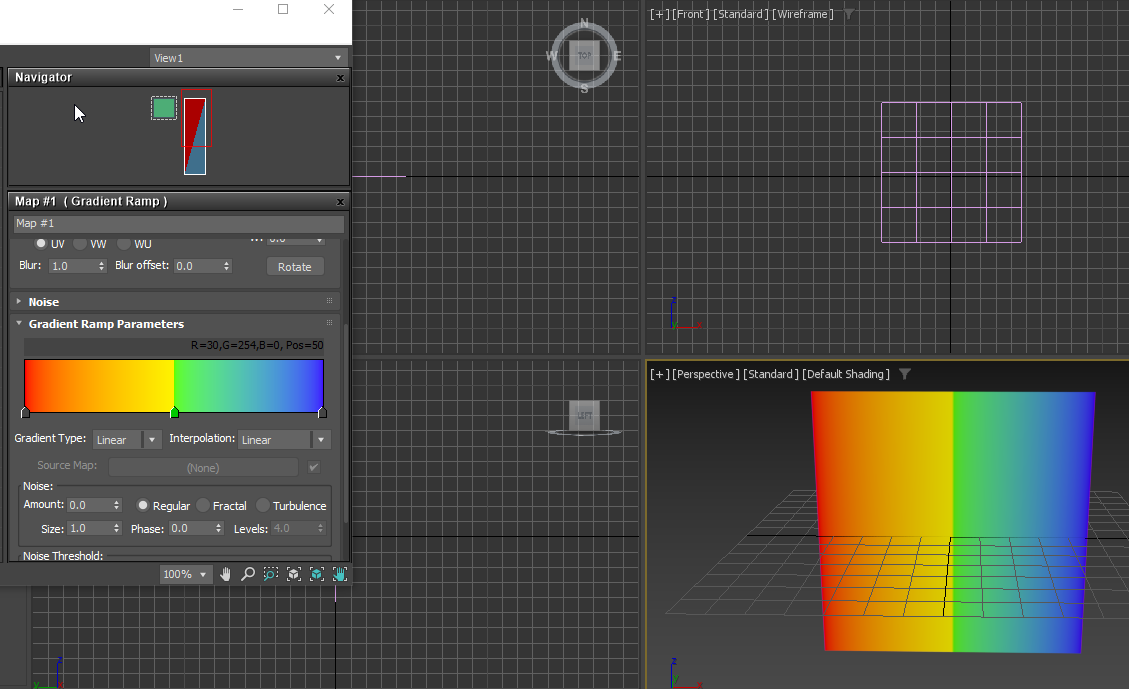 View1
Navigator
Map #1 ( Gradient Ramp )
Map #1
UV VW WU
Blur: 1.0 Blur offset: 0.0 Rotate
Noise
Gradient Ramp Parameters
R=30,G=254,B=0, Pos=50
Gradient Type: Linear Interpolation: Linear
Source Map: (None)
Noise:
Amount: 0.0 Regular Fractal Turbulence
Size: 1.0 Phase: 0.0 Levels: 4.0
Noise Threshold:
100%
N
W TOP E
S
LEFT
z
y x
[+] [Front] [Standard] [Wireframe]
z
y x
[+] [Perspective] [Standard] [Default Shading]
z
y x